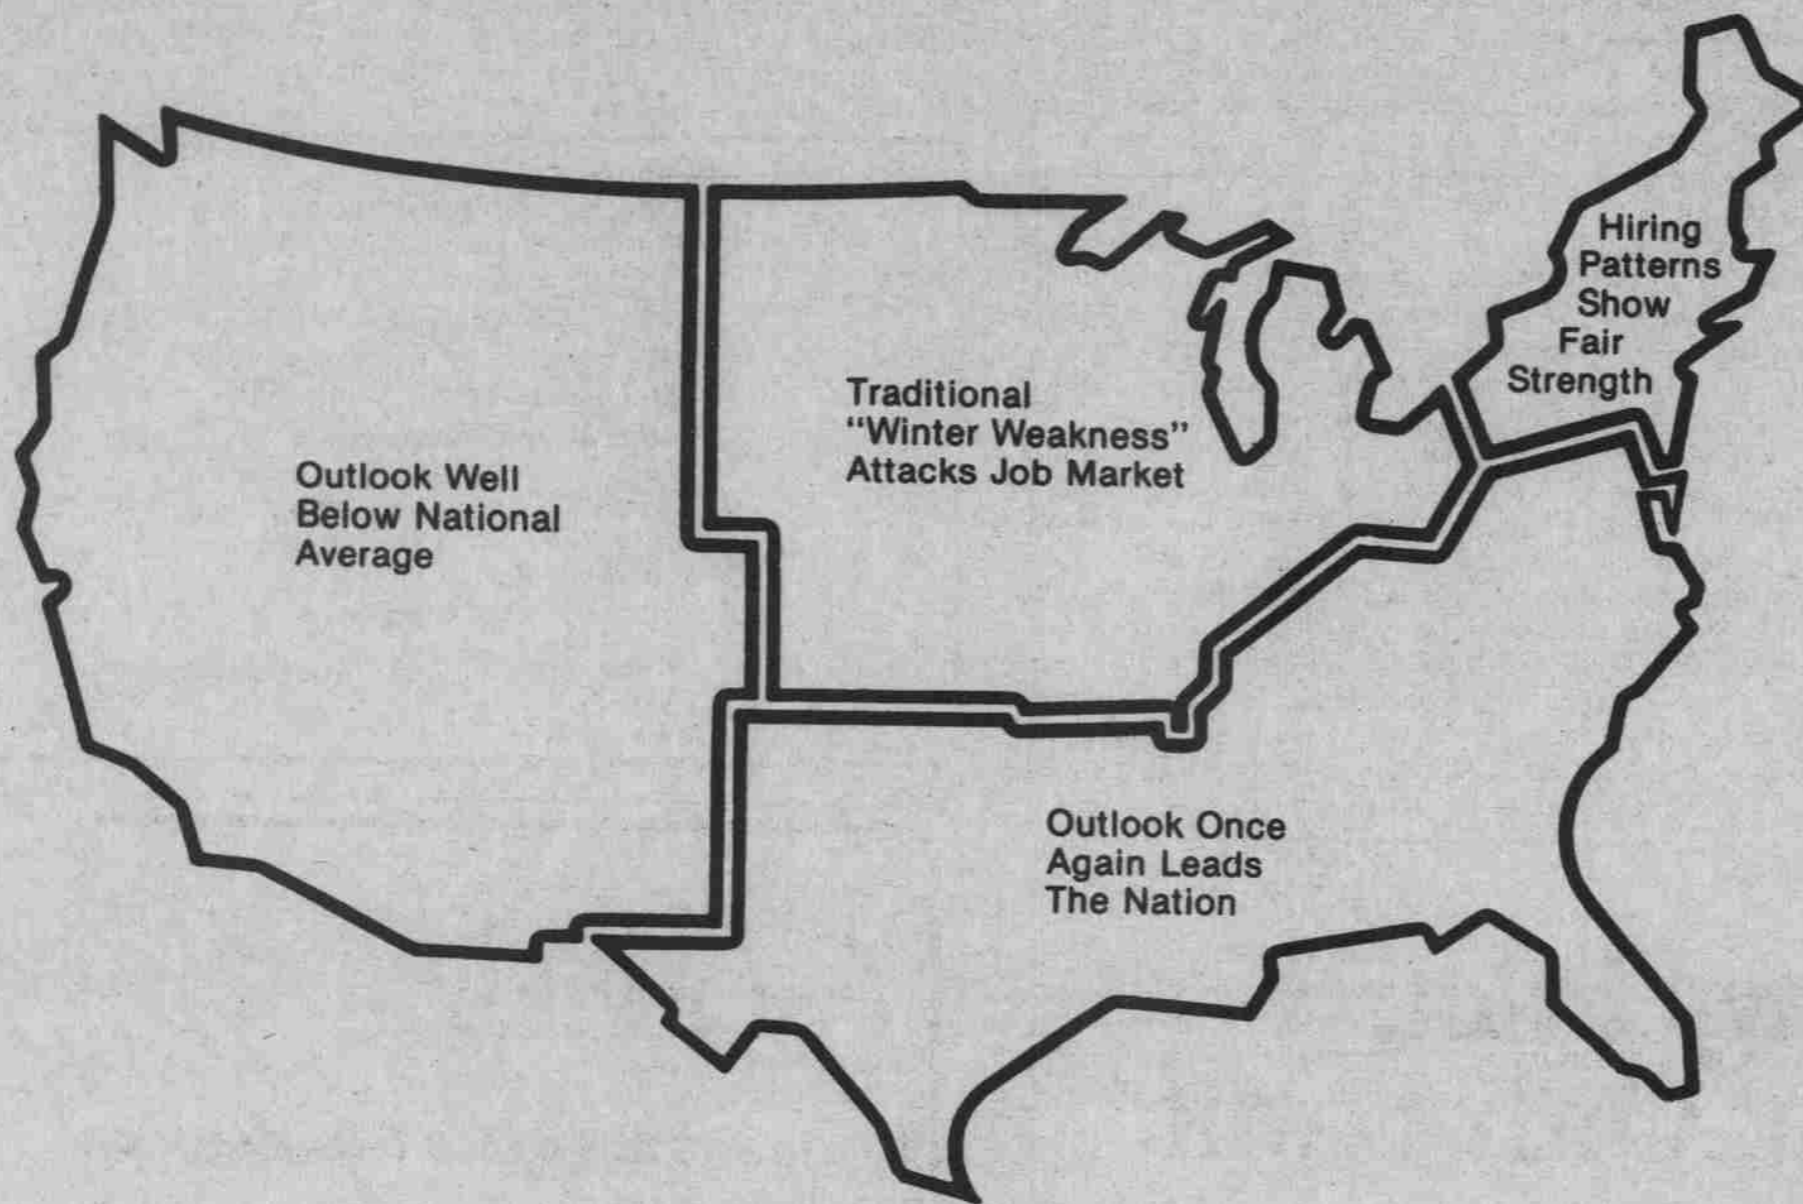 Hiring
Patterns
Show
Fair
Strength
Traditional
“Winter Weakness”
Attacks Job Market
Outlook Well
Below National
Average
Outlook Once
Again Leads
The Nation